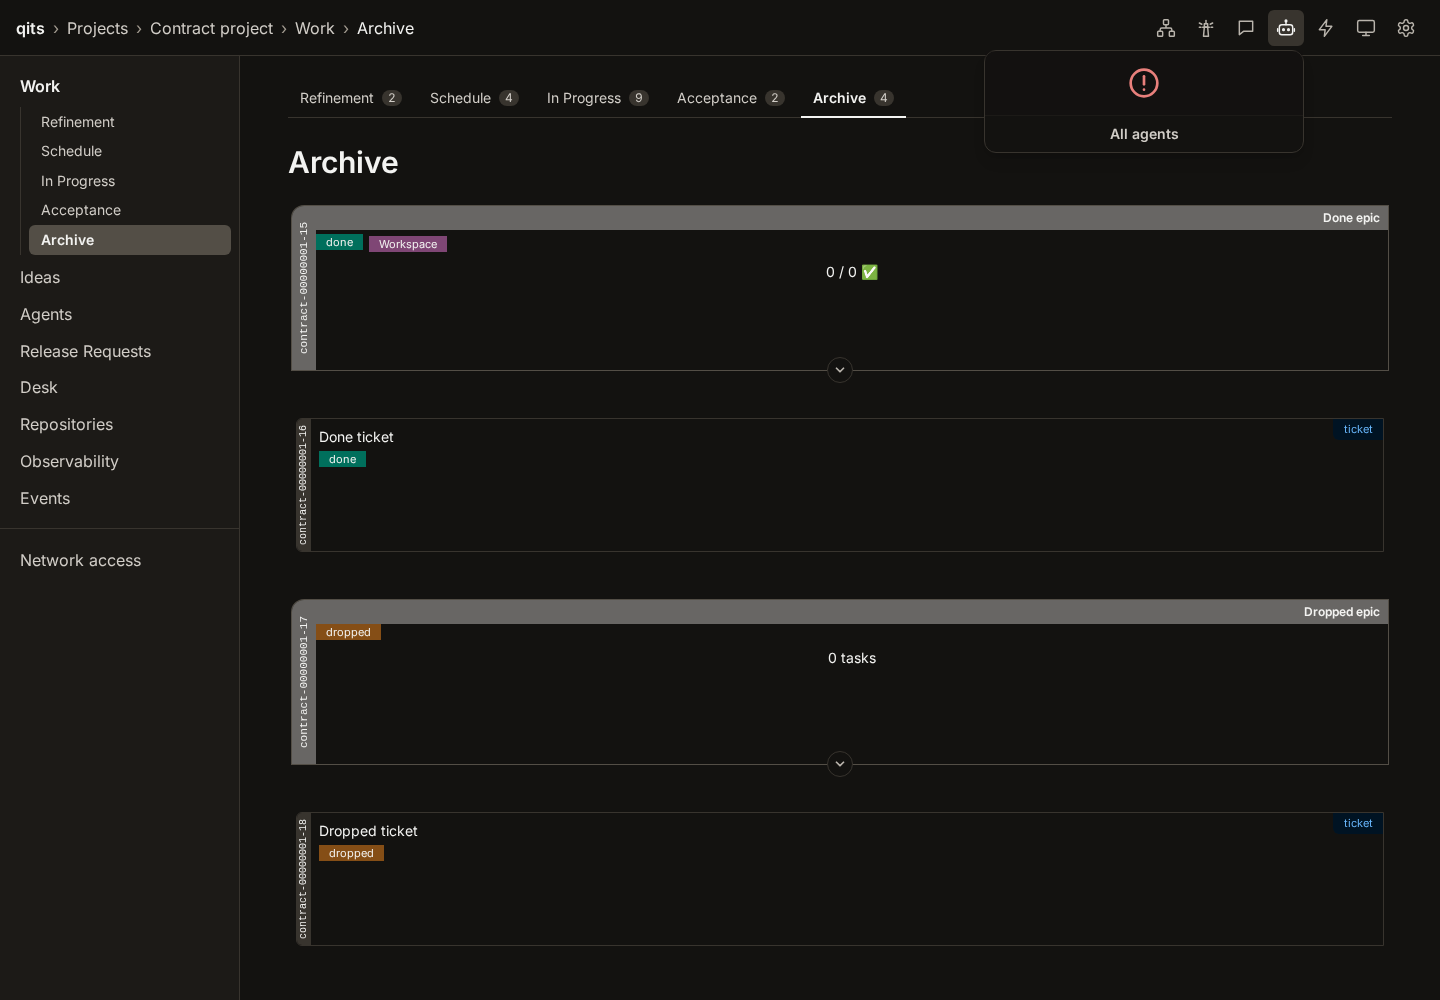 qits › Projects › Contract project › Work › Archive
All agents
Work
Refinement
Schedule
In Progress
Acceptance
Archive
Ideas
Agents
Release Requests
Desk
Repositories
Observability
Events
Network access
Refinement 2 Schedule 4 In Progress 9 Acceptance 2 Archive 4
Archive
contract-00000001-15
Done epic
done Workspace
0 / 0 ✅
contract-00000001-16
Done ticket
ticket
done
contract-00000001-17
Dropped epic
dropped
0 tasks
contract-00000001-18
Dropped ticket
ticket
dropped